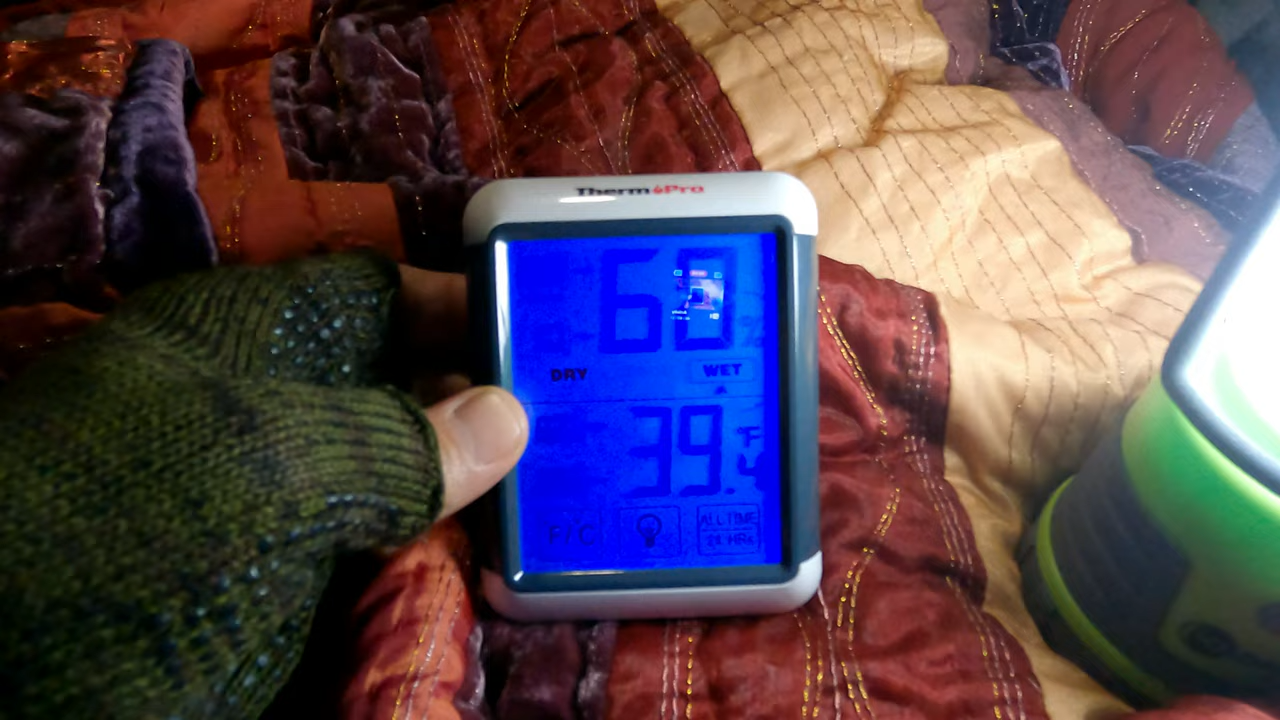 ThermoPro
60%
DRY WET
39.4 °F
F/C ALL TIME
24 HRs